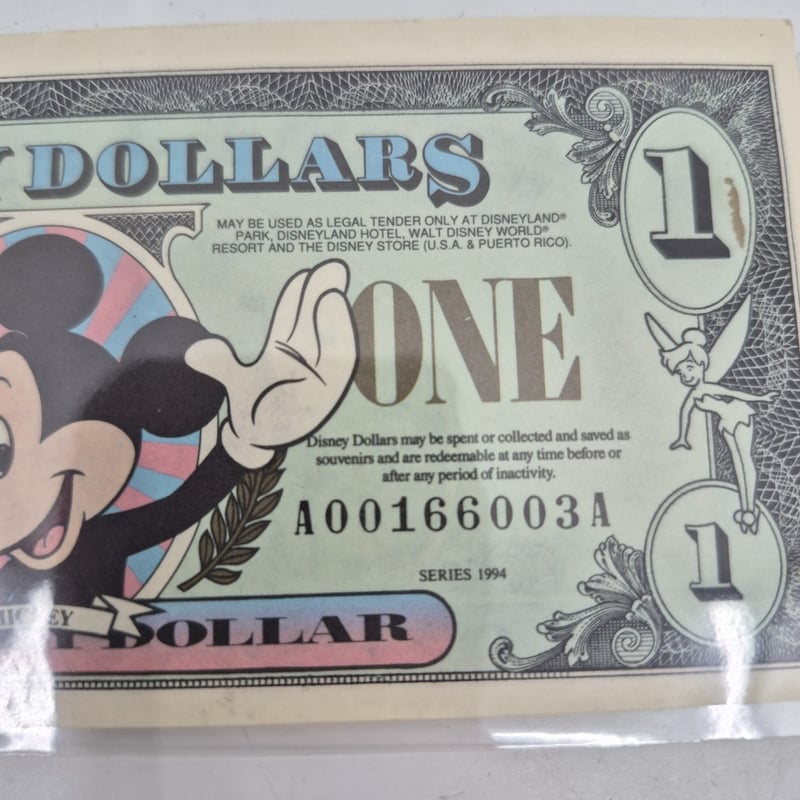 Y DOLLARS
1
MAY BE USED AS LEGAL TENDER ONLY AT DISNEYLAND®
PARK, DISNEYLAND HOTEL, WALT DISNEY WORLD®
RESORT AND THE DISNEY STORE (U.S.A. & PUERTO RICO).
ONE
Disney Dollars may be spent or collected and saved as
souvenirs and are redeemable at any time before or
after any period of inactivity.
A00166003A
1
SERIES 1994
MICKEY
DOLLAR